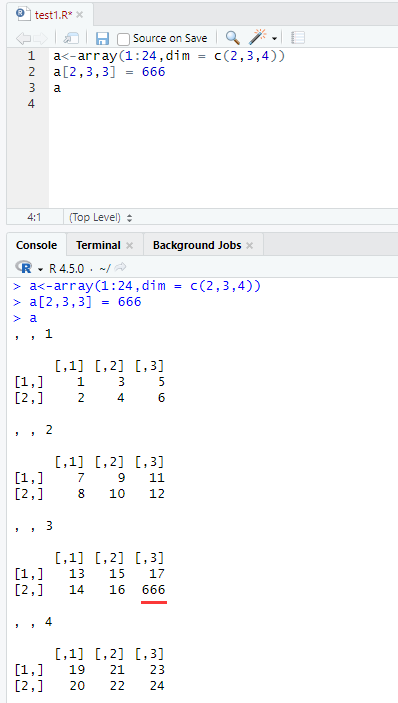 test1.R* ×
Source on Save
1 a<-array(1:24,dim = c(2,3,4))
2 a[2,3,3] = 666
3 a
4
4:1 (Top Level)
Console Terminal × Background Jobs ×
R R 4.5.0 · ~/
> a<-array(1:24,dim = c(2,3,4))
> a[2,3,3] = 666
> a
, , 1
[,1] [,2] [,3]
[1,] 1 3 5
[2,] 2 4 6
, , 2
[,1] [,2] [,3]
[1,] 7 9 11
[2,] 8 10 12
, , 3
[,1] [,2] [,3]
[1,] 13 15 17
[2,] 14 16 666
, , 4
[,1] [,2] [,3]
[1,] 19 21 23
[2,] 20 22 24